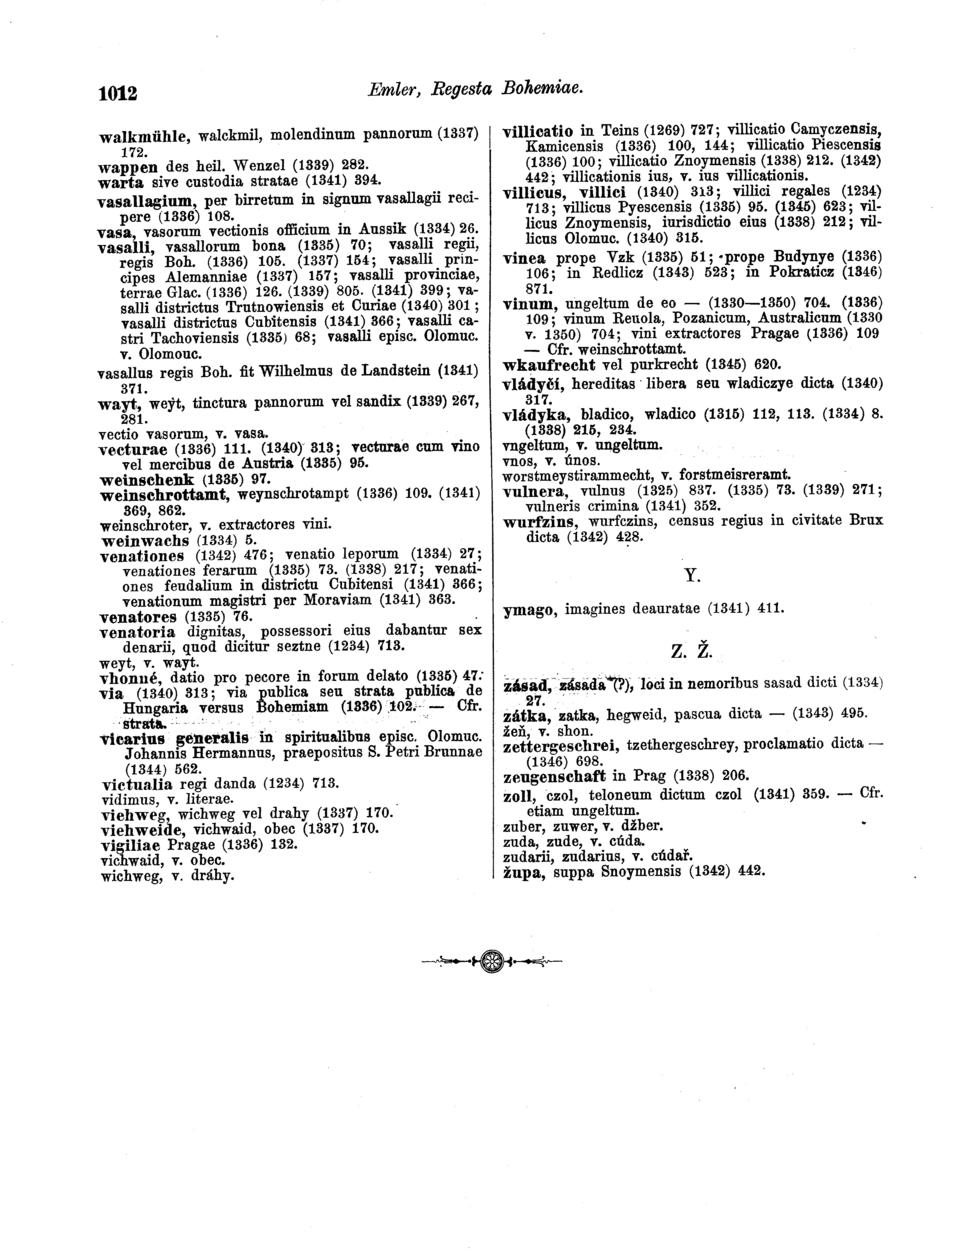 1012
Emler, Regesta Bohemiae.
walkmühle, walckmil, molendinum pannorum (1337)
172.
wappen des heil. Wenzel (1339) 282.
warta sive custodia stratae (1341) 394.
vasallagium, per birretum in signum vasallagii reci-
pere (1336) 108.
vasa, vasorum vectionis officium in Aussik (1334) 26.
vasalli, vasallorum bona (1335) 70; vasalli regii,
regis Boh. (1336) 105. (1337) 154; vasalli prin-
cipes Alemanniae (1337) 157; vasalli provinciae,
terrae Glac. (1336) 126. (1339) 805. (1341) 399; va-
salli districtus Trutnowiensis et Curiae (1340) 301;
vasalli districtus Cubitensis (1341) 366; vasalli ca-
stri Tachoviensis (1335) 68; vasalli episc. Olomuc.
v. Olomouc.
vasallus regis Boh. fit Wilhelmus de Landstein (1341)
371.
wayt, weýt, tinctura pannorum vel sandix (1339) 267,
281.
vectio vasorum, v. vasa.
vecturae (1336) 111. (1340) 313; vecturae cum vino
vel mercibus de Austria (1335) 95.
weinschenk (1335) 97.
weinschrottamt, weynschrotampt (1336) 109. (1341)
369, 862.
weinschroter, v. extractores vini.
weinwachs (1334) 5.
venationes (1342) 476; venatio leporum (1334) 27;
venationes ferarum (1335) 73. (1338) 217; venati-
ones feudalium in districtu Cubitensi (1341) 366;
venationum magistri per Moraviam (1341) 363.
venatores (1335) 76.
venatoria dignitas, possessori eius dabantur sex
denarii, quod dicitur seztne (1234) 713.
weyt, v. wayt.
vhonné, datio pro pecore in forum delato (1335) 47.
via (1340) 313; via publica seu strata publica de
Hungaria versus Bohemiam (1336) 102. — Cfr.
strata.
vicarius generalis in spiritualibus episc. Olomuc.
Johannis Hermannus, praepositus S. Petri Brunnae
(1344) 562.
victualia regi danda (1234) 713.
vidimus, v. literae.
viehweg, wichweg vel drahy (1337) 170.
viehweide, vichwaid, obec (1337) 170.
vigiliae Pragae (1336) 132.
vichwaid, v. obec.
wichweg, v. dráhy.
villicatio in Teins (1269) 727; villicatio Camyczensis,
Kamicensis (1336) 100, 144; villicatio Piescensis
(1336) 100; villicatio Znoymensis (1338) 212. (1342)
442; villicationis ius, v. ius villicationis.
villicus, villici (1340) 313; villici regales (1234)
713; villicus Pyescensis (1335) 95. (1345) 623; vil-
licus Znoymensis, iurisdictio eius (1338) 212; vil-
licus Olomuc. (1340) 315.
vinea prope Vzk (1335) 51; prope Budynye (1336)
106; in Redlicz (1343) 523; in Pokraticz (1346)
871.
vinum, ungeltum de eo — (1330—1350) 704. (1336)
109; vinum Renola, Pozanicum, Australicum (1330
v. 1350) 704; vini extractores Pragae (1336) 109
— Cfr. weinschrottamt.
wkaufrecht vel purkrecht (1345) 620.
vládyčí, hereditas libera seu wladiczye dicta (1340)
317.
vládyka, bladico, wladico (1315) 112, 113. (1334) 8.
(1338) 215, 234.
vngeltum, v. ungeltum.
vnos, v. únos.
worstmeystirammecht, v. forstmeisreramt.
vulnera, vulnus (1325) 837. (1335) 73. (1339) 271;
vulneris crimina (1341) 352.
wurfzins, wurfczins, census regius in civitate Brux
dicta (1342) 428.
Y.
ymago, imagines deauratae (1341) 411.
Z. Ž.
zásad, zásada (?), loci in nemoribus sasad dicti (1334)
27.
zátka, zatka, hegweid, pascua dicta — (1343) 495.
žeň, v. shon.
zettergeschrei, tzethergeschrey, proclamatio dicta —
(1346) 698.
zeugenschaft in Prag (1338) 206.
zoll, czol, teloneum dictum czol (1341) 359. — Cfr.
etiam ungeltum.
zuber, zuwer, v. džber.
zuda, zude, v. cúda.
zudarii, zudarius, v. cúdař.
župa, suppa Snoymensis (1342) 442.